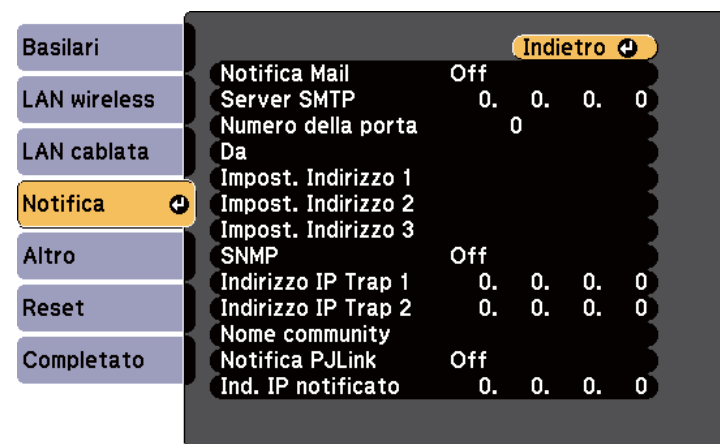 Basilari
LAN wireless
LAN cablata
Notifica
Altro
Reset
Completato
Indietro
Notifica Mail Off
Server SMTP 0. 0. 0. 0
Numero della porta 0
Da
Impost. Indirizzo 1
Impost. Indirizzo 2
Impost. Indirizzo 3
SNMP Off
Indirizzo IP Trap 1 0. 0. 0. 0
Indirizzo IP Trap 2 0. 0. 0. 0
Nome community
Notifica PJLink Off
Ind. IP notificato 0. 0. 0. 0